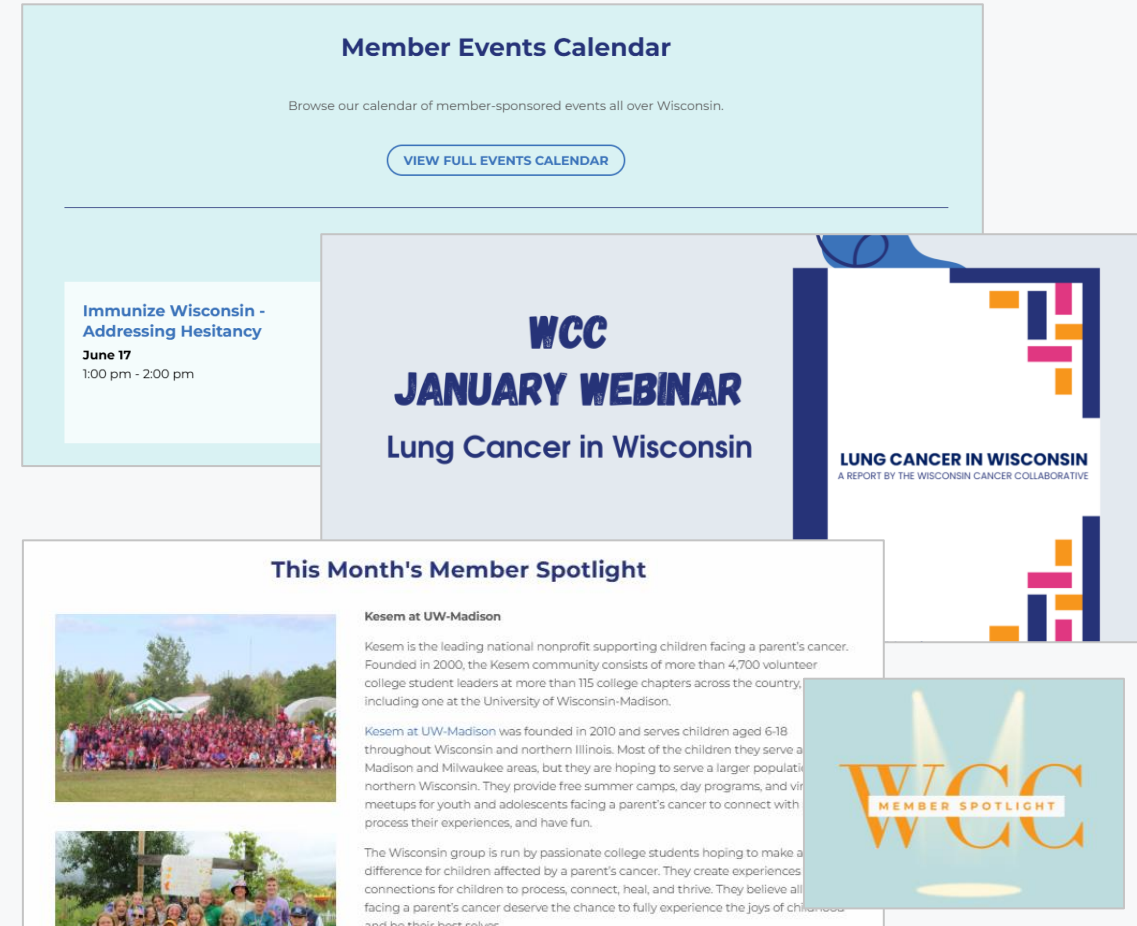 Member Events Calendar
Browse our calendar of member-sponsored events all over Wisconsin.
VIEW FULL EVENTS CALENDAR
Immunize Wisconsin -
Addressing Hesitancy
June 17
1:00 pm - 2:00 pm
WCC
JANUARY WEBINAR
Lung Cancer in Wisconsin
LUNG CANCER IN WISCONSIN
A REPORT BY THE WISCONSIN CANCER COLLABORATIVE
This Month's Member Spotlight
Kesem at UW-Madison
Kesem is the leading national nonprofit supporting children facing a parent's cancer.
Founded in 2000, the Kesem community consists of more than 4,700 volunteer
college student leaders at more than 115 college chapters across the country,
including one at the University of Wisconsin-Madison.
Kesem at UW-Madison was founded in 2010 and serves children aged 6-18
throughout Wisconsin and northern Illinois. Most of the children they serve
Madison and Milwaukee areas, but they are hoping to serve a larger
northern Wisconsin. They provide free summer camps, day programs, and
meetups for youth and adolescents facing a parent's cancer to connect with
process their experiences, and have fun.
The Wisconsin group is run by passionate college students hoping to make a
difference for children affected by a parent's cancer. They create experiences
connections for children to process, connect, heal, and thrive. They believe all
facing a parent's cancer deserve the chance to fully experience the joys of childhood
and be their best selves.
WCC
MEMBER SPOTLIGHT